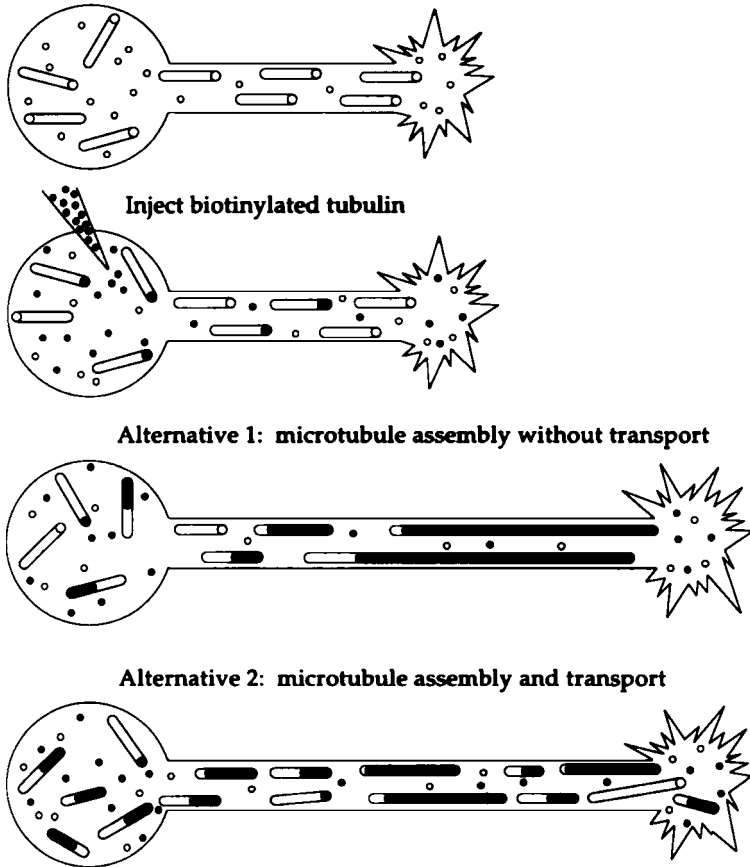 Inject biotinylated tubulin
Alternative 1: microtubule assembly without transport
Alternative 2: microtubule assembly and transport